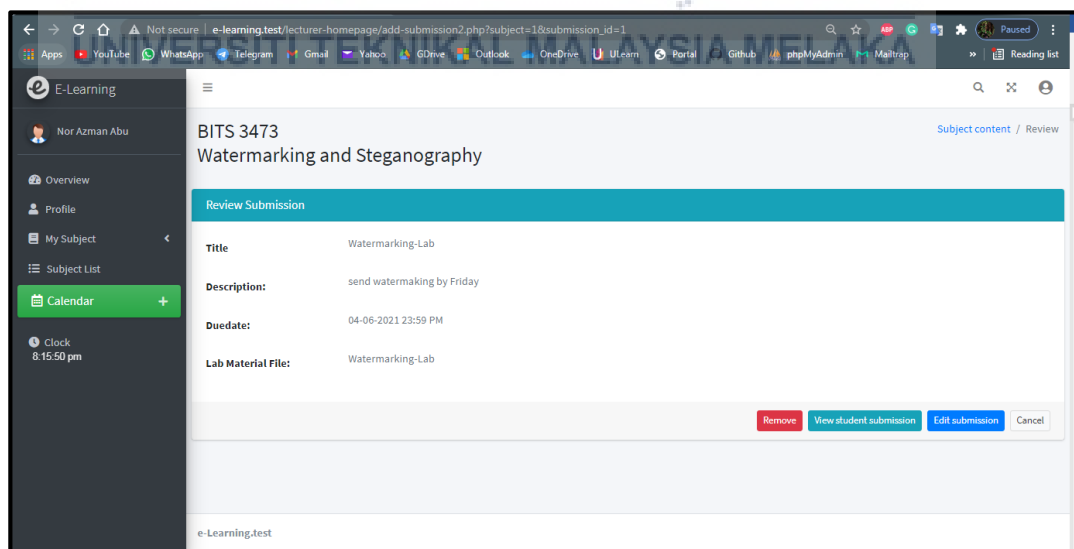 Not secure | e-learning.test/lecturer-homepage/add-submission2.php?subject=1&submission_id=1 ABP Paused
Apps YouTube WhatsApp Telegram Gmail Yahoo GDrive Outlook OneDrive ULearn Portal Github phpMyAdmin Mailtrap » Reading list
UNIVERSITI TEKNIKAL MALAYSIA MELAKA
E-Learning
Nor Azman Abu
Overview
Profile
My Subject
Subject List
Calendar +
Clock
8:15:50 pm
BITS 3473
Watermarking and Steganography
Subject content / Review
Review Submission
Title Watermarking-Lab
Description: send watermaking by Friday
Duedate: 04-06-2021 23:59 PM
Lab Material File: Watermarking-Lab
Remove View student submission Edit submission Cancel
e-Learning.test